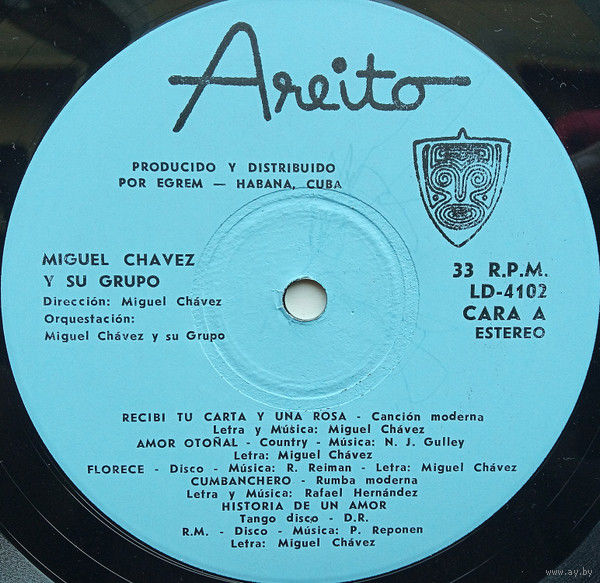 Areito
PRODUCIDO Y DISTRIBUIDO
POR EGREM — HABANA, CUBA
MIGUEL CHAVEZ
Y SU GRUPO
Dirección: Miguel Chávez
Orquestación:
Miguel Chávez y su Grupo
33 R.P.M.
LD-4102
CARA A
ESTEREO
RECIBI TU CARTA Y UNA ROSA - Canción moderna
Letra y Música: Miguel Chávez
AMOR OTOÑAL - Country - Música: N. J. Gulley
Letra: Miguel Chávez
FLORECE - Disco - Música: R. Reiman - Letra: Miguel Chávez
CUMBANCHERO - Rumba moderna
Letra y Música: Rafael Hernández
HISTORIA DE UN AMOR
Tango disco - D.R.
R.M. - Disco - Música: P. Reponen
Letra: Miguel Chávez
www.ay.by